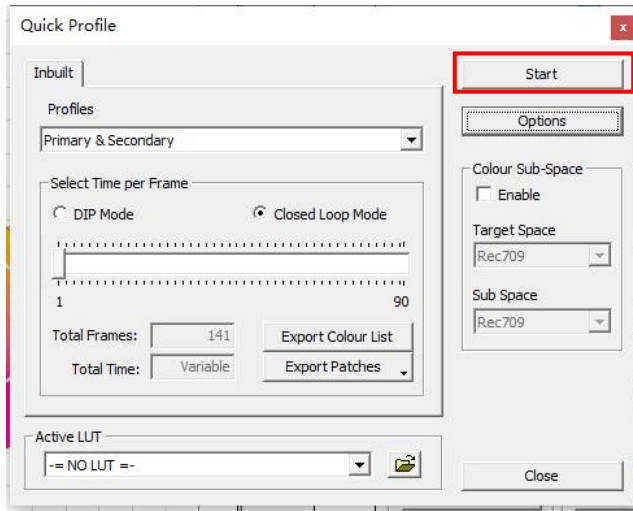 Quick Profile
x
Inbuilt
Start
Profiles
Options
Primary & Secondary
Colour Sub-Space
Select Time per Frame
Enable
DIP Mode
Closed Loop Mode
Target Space
Rec709
1
90
Sub Space
Rec709
Total Frames:
141
Export Colour List
Total Time:
Variable
Export Patches
Active LUT
-= NO LUT =-
Close